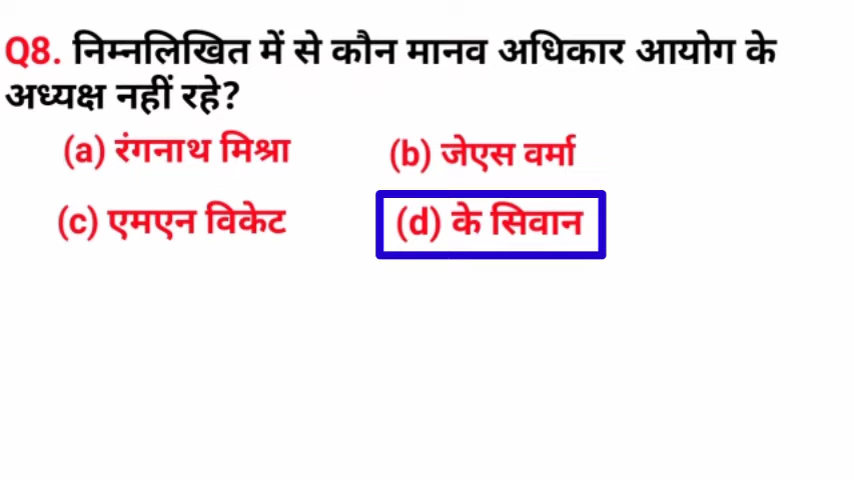 Q8. निम्नलिखित में से कौन मानव अधिकार आयोग के
अध्यक्ष नहीं रहे?
(a) रंगनाथ मिश्रा (b) जेएस वर्मा
(c) एमएन विकेट (d) के सिवान